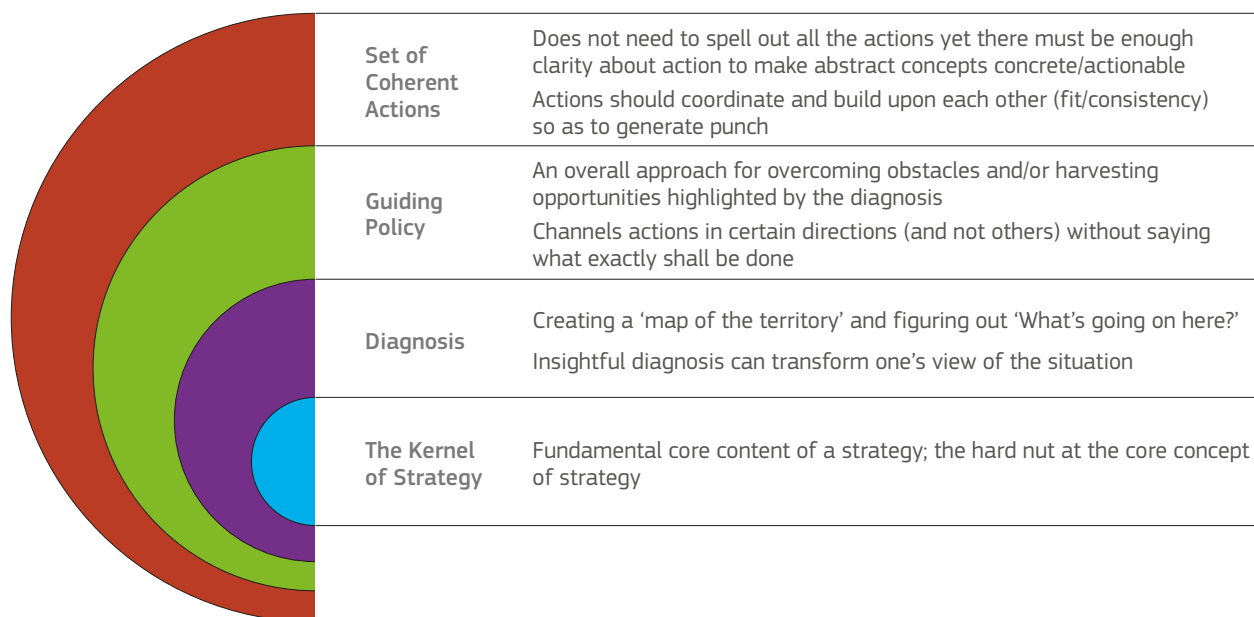 Set of
Coherent
Actions
Does not need to spell out all the actions yet there must be enough
clarity about action to make abstract concepts concrete/actionable
Actions should coordinate and build upon each other (fit/consistency)
so as to generate punch
Guiding
Policy
An overall approach for overcoming obstacles and/or harvesting
opportunities highlighted by the diagnosis
Channels actions in certain directions (and not others) without saying
what exactly shall be done
Diagnosis
Creating a ‘map of the territory’ and figuring out ‘What’s going on here?’
Insightful diagnosis can transform one’s view of the situation
The Kernel
of Strategy
Fundamental core content of a strategy; the hard nut at the core concept
of strategy